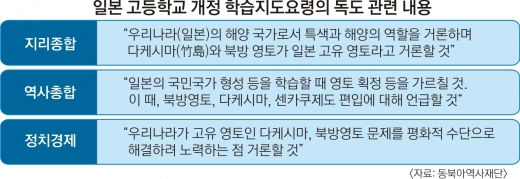 일본 고등학교 개정 학습지도요령의 독도 관련 내용
지리종합
“우리나라(일본)의 해양 국가로서 특색과 해양의 역할을 거론하며
다케시마(竹島)와 북방 영토가 일본 고유 영토라고 거론할 것”
역사총합
“일본의 국민국가 형성 등을 학습할 때 영토 획정 등을 가르칠 것.
이 때, 북방영토, 다케시마, 센카쿠제도 편입에 대해 언급할 것”
정치경제
“우리나라가 고유 영토인 다케시마, 북방영토 문제를 평화적 수단으로
해결하려 노력하는 점 거론할 것”
〈자료: 동북아역사재단〉